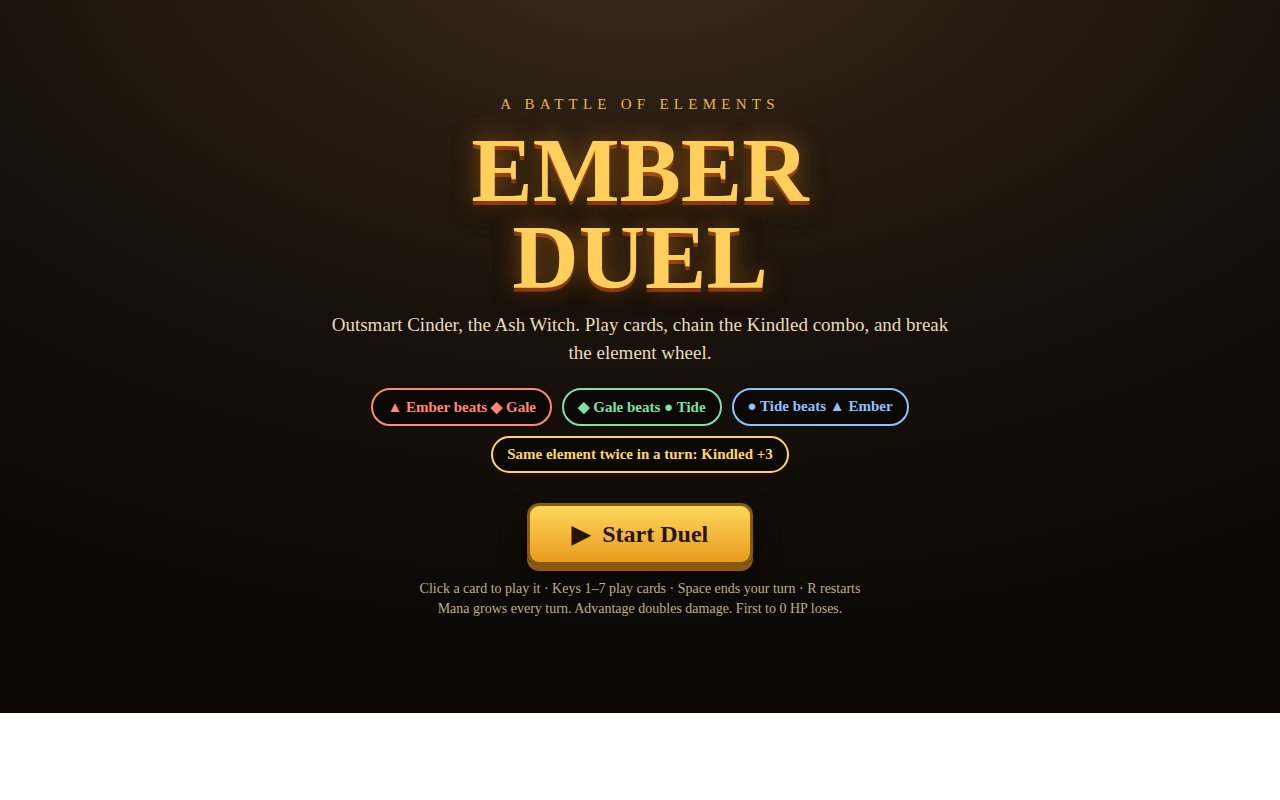 A BATTLE OF ELEMENTS
EMBER
DUEL
Outsmart Cinder, the Ash Witch. Play cards, chain the Kindled combo, and break
the element wheel.
▲ Ember beats ◆ Gale
◆ Gale beats ● Tide
● Tide beats ▲ Ember
Same element twice in a turn: Kindled +3
▶ Start Duel
Click a card to play it · Keys 1–7 play cards · Space ends your turn · R restarts
Mana grows every turn. Advantage doubles damage. First to 0 HP loses.